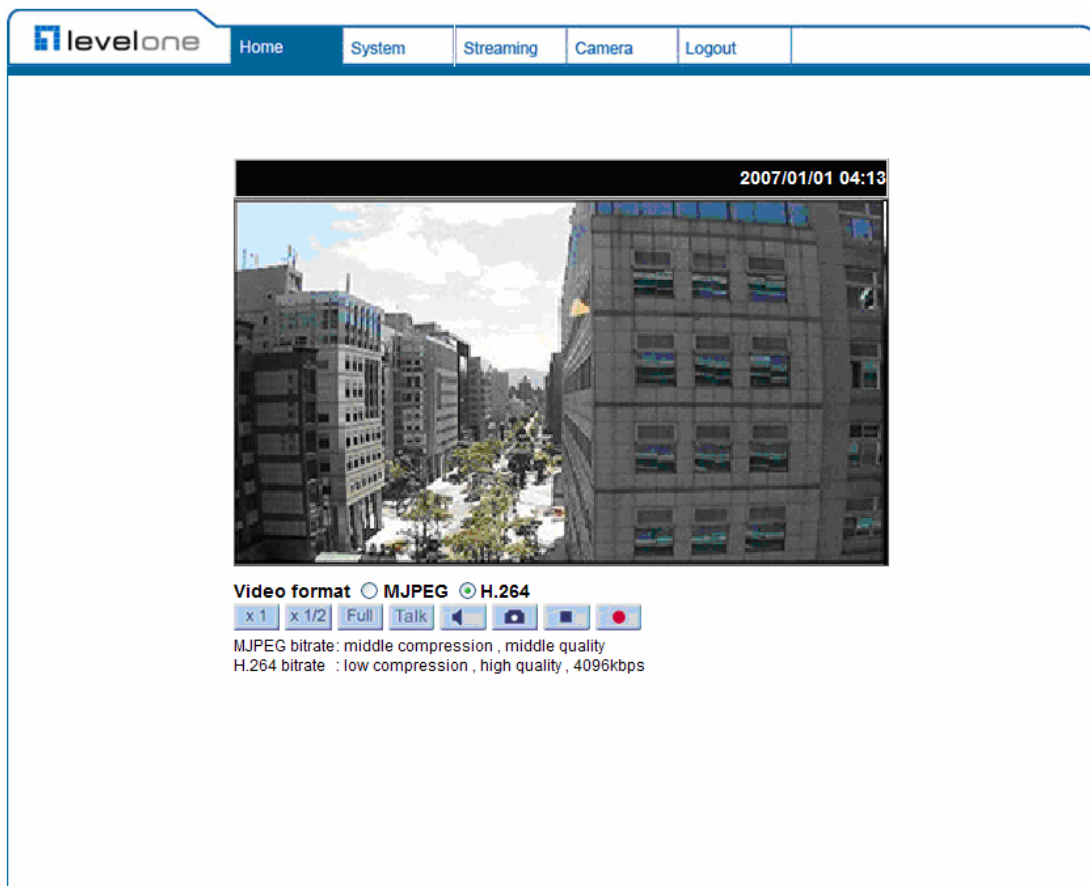 levelone
Home System Streaming Camera Logout
2007/01/01 04:13
Video format MJPEG H.264
x 1 x 1/2 Full Talk
MJPEG bitrate: middle compression , middle quality
H.264 bitrate : low compression , high quality , 4096kbps